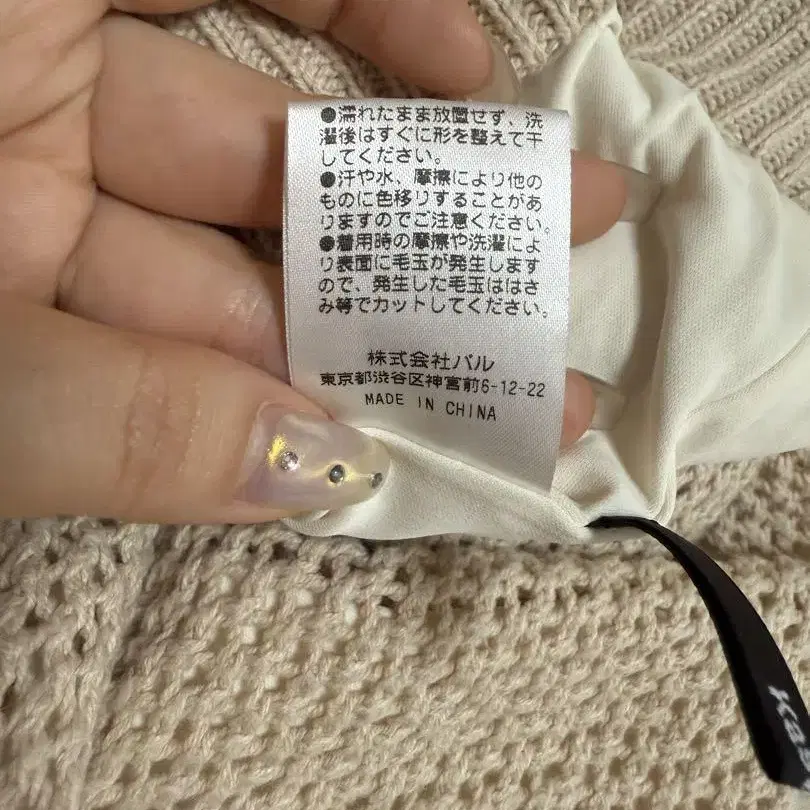 ●濡れたまま放置せず、洗
濯後はすぐに形を整えて干
してください。
●汗や水、摩擦により他の
ものに色移りすることがあ
りますのでご注意ください。
●着用時の摩擦や洗濯によ
り表面に毛玉が発生します
ので、発生した毛玉ははさ
み等でカットしてください。
株式会社パル
東京都渋谷区神宮前6-12-22
MADE IN CHINA